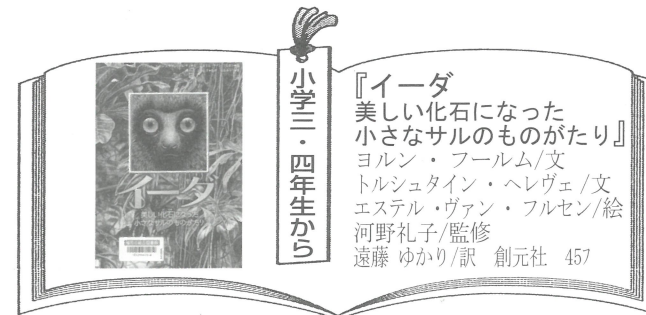 イーダ
小学三・四年生から
『イーダ
美しい化石になった
小さなサルのものがたり』
ヨルン ・ フールム/文
トルシュタイン ・ ヘレヴェ /文
エステル ・ヴァン ・ フルセン/絵
河野礼子/監修
遠藤 ゆかり/訳 創元社 457